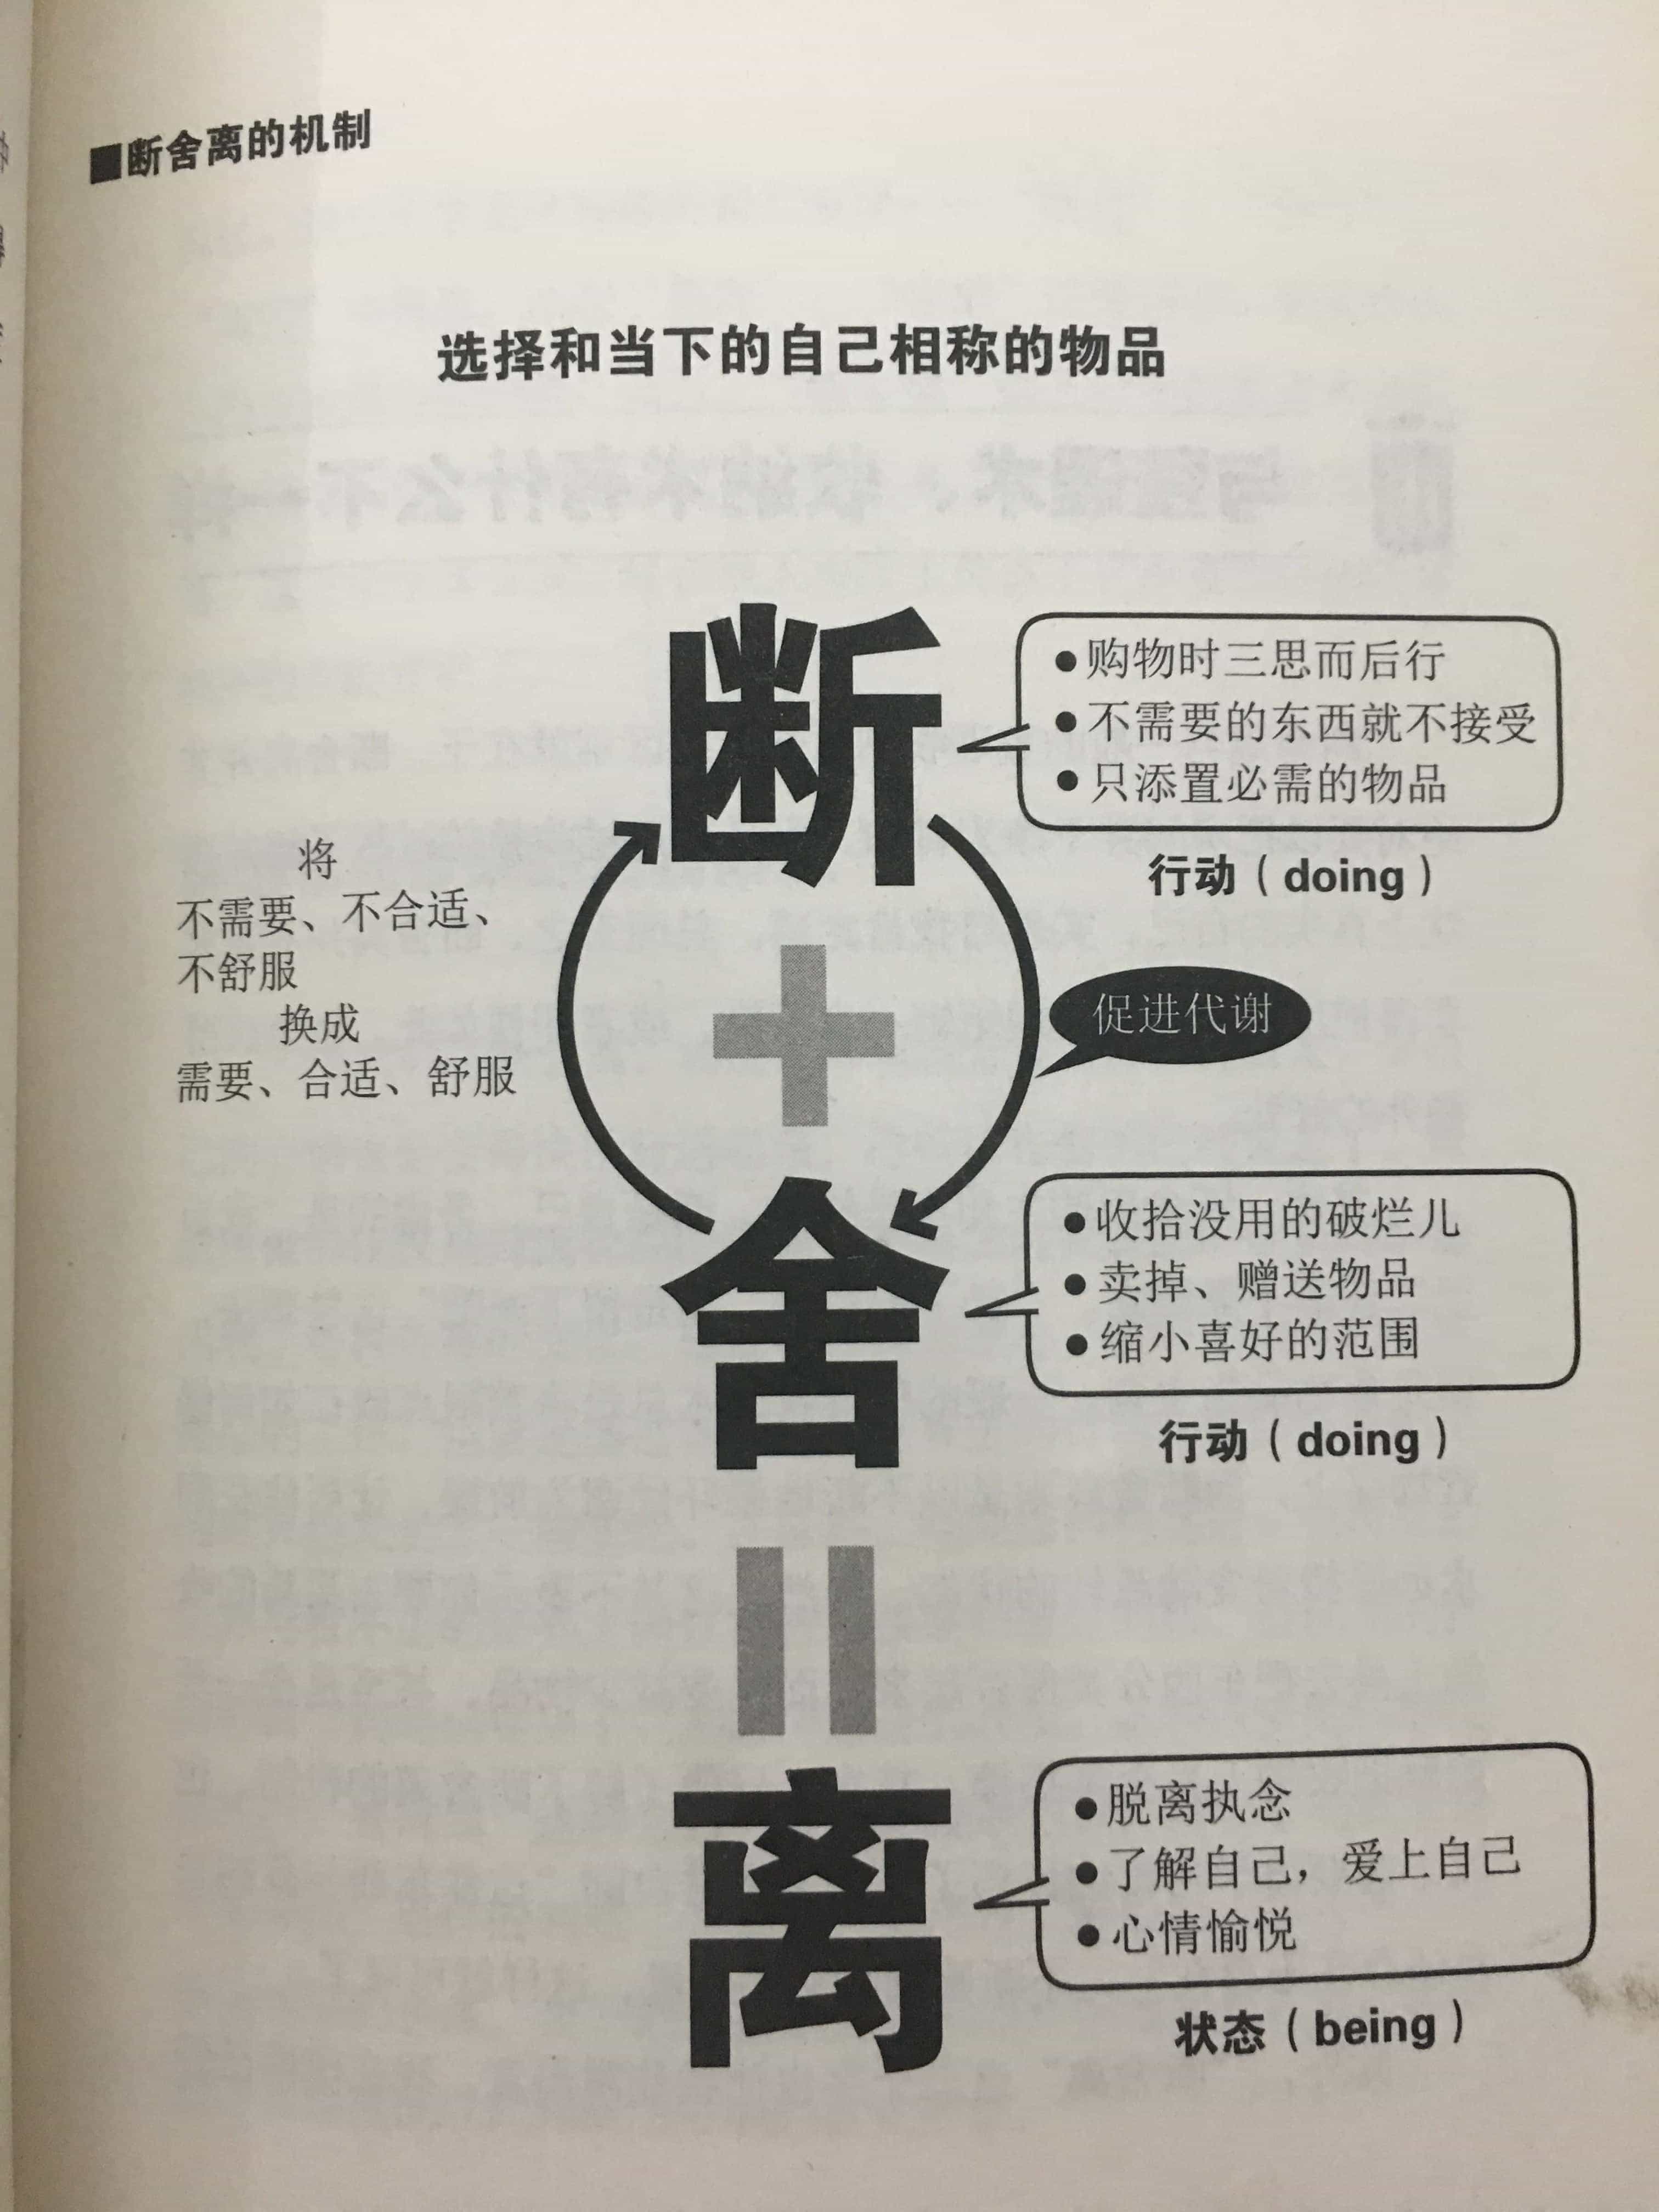 ■断舍离的机制
选择和当下的自己相称的物品
断
●购物时三思而后行
●不需要的东西就不接受
●只添置必需的物品
行动（doing）
将
不需要、不合适、
不舒服
换成
需要、合适、舒服
+
促进代谢
舍
●收拾没用的破烂儿
●卖掉、赠送物品
●缩小喜好的范围
行动（doing）
=
离
●脱离执念
●了解自己，爱上自己
●心情愉悦
状态（being）